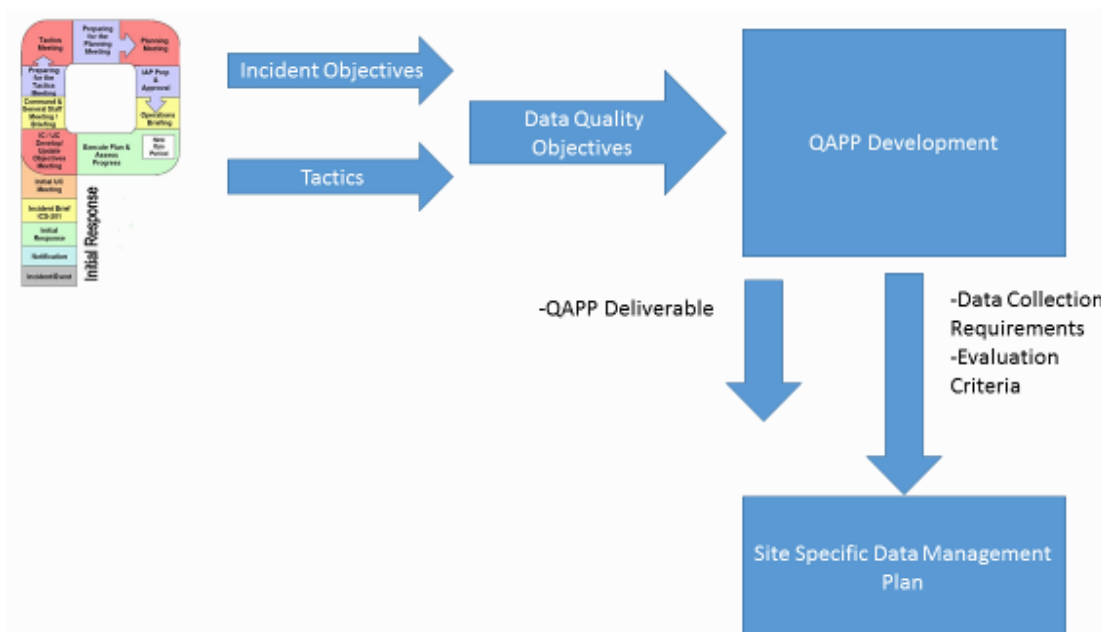 Tactics
Meeting
Preparing
for the
Planning
Meeting
Planning
Meeting
Preparing
for the
Tactics
Meeting
IAP Prep
&
Approval
Command &
General Staff
Meeting /
Briefing
Operations
Briefing
IC / UC
Develop/
Update
Objectives
Meeting
Execute Plan &
Assess
Progress
New
Ops
Period
Initial UC
Meeting
Incident Brief
ICS-201
Initial
Response
Notification
Incident/Event
Initial Response
Incident Objectives
Tactics
Data Quality
Objectives
QAPP Development
-QAPP Deliverable
-Data Collection
Requirements
-Evaluation
Criteria
Site Specific Data Management
Plan